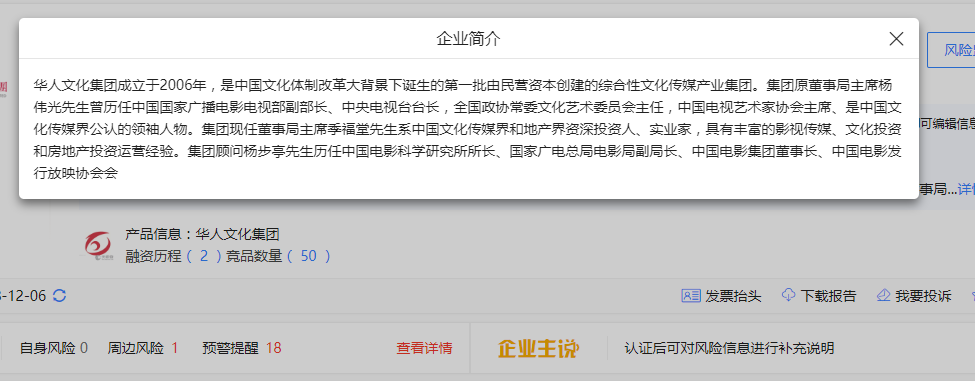 企业简介
华人文化集团成立于2006年，是中国文化体制改革大背景下诞生的第一批由民营资本创建的综合性文化传媒产业集团。集团原董事局主席杨
伟光先生曾历任中国国家广播电影电视部副部长、中央电视台台长，全国政协常委文化艺术委员会主任，中国电视艺术家协会主席、是中国文
化传媒界公认的领袖人物。集团现任董事局主席季福堂先生系中国文化传媒界和地产界资深投资人、实业家，具有丰富的影视传媒、文化投资
和房地产投资运营经验。集团顾问杨步亭先生历任中国电影科学研究所所长、国家广电总局电影局副局长、中国电影集团董事长、中国电影发
行放映协会会
风险
可编辑信息
事局...详情
产品信息：华人文化集团
融资历程（ 2 ）竞品数量（ 50 ）
-12-06
发票抬头
下载报告
我要投诉
自身风险 0
周边风险 1
预警提醒 18
查看详情
企业主说
认证后可对风险信息进行补充说明